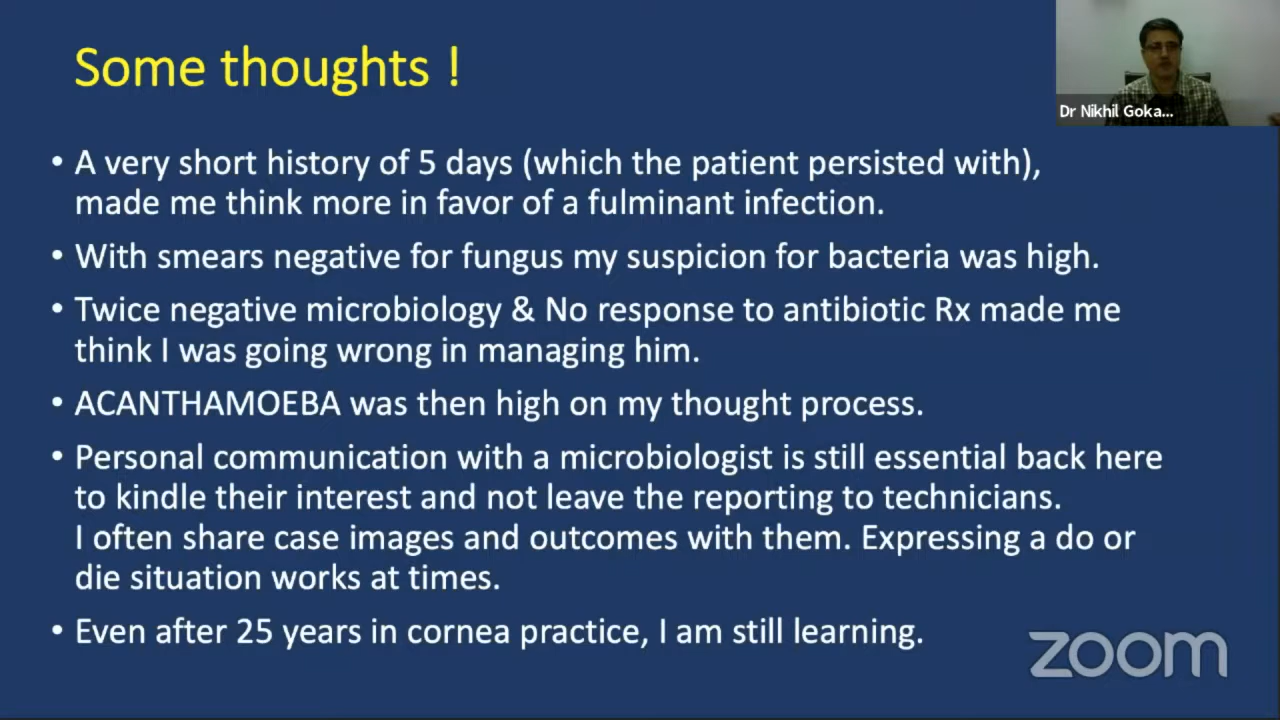 Some thoughts !
Dr Nikhil Goka...
• A very short history of 5 days (which the patient persisted with),
made me think more in favor of a fulminant infection.
• With smears negative for fungus my suspicion for bacteria was high.
• Twice negative microbiology & No response to antibiotic Rx made me
think I was going wrong in managing him.
• ACANTHAMOEBA was then high on my thought process.
• Personal communication with a microbiologist is still essential back here
to kindle their interest and not leave the reporting to technicians.
I often share case images and outcomes with them. Expressing a do or
die situation works at times.
• Even after 25 years in cornea practice, I am still learning.
zoom